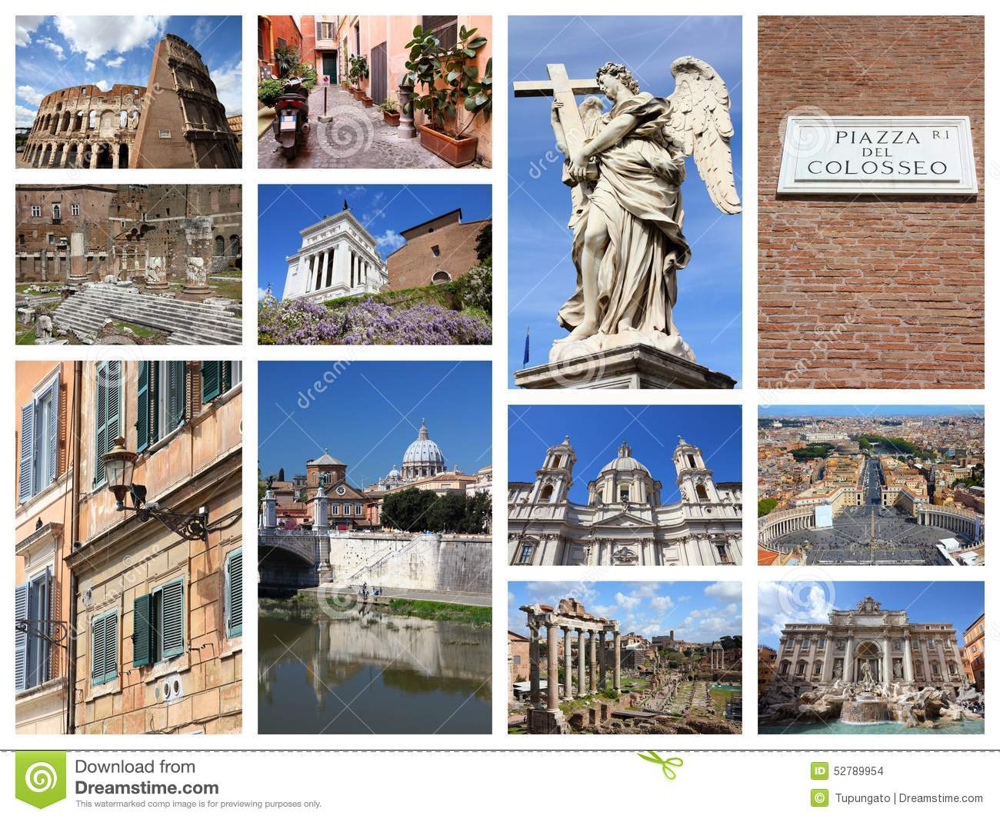 PIAZZA R.1
DEL
COLOSSEO
Download from
Dreamstime.com
This watermarked comp image is for previewing purposes only.
ID 52789954
© Tupungato | Dreamstime.com